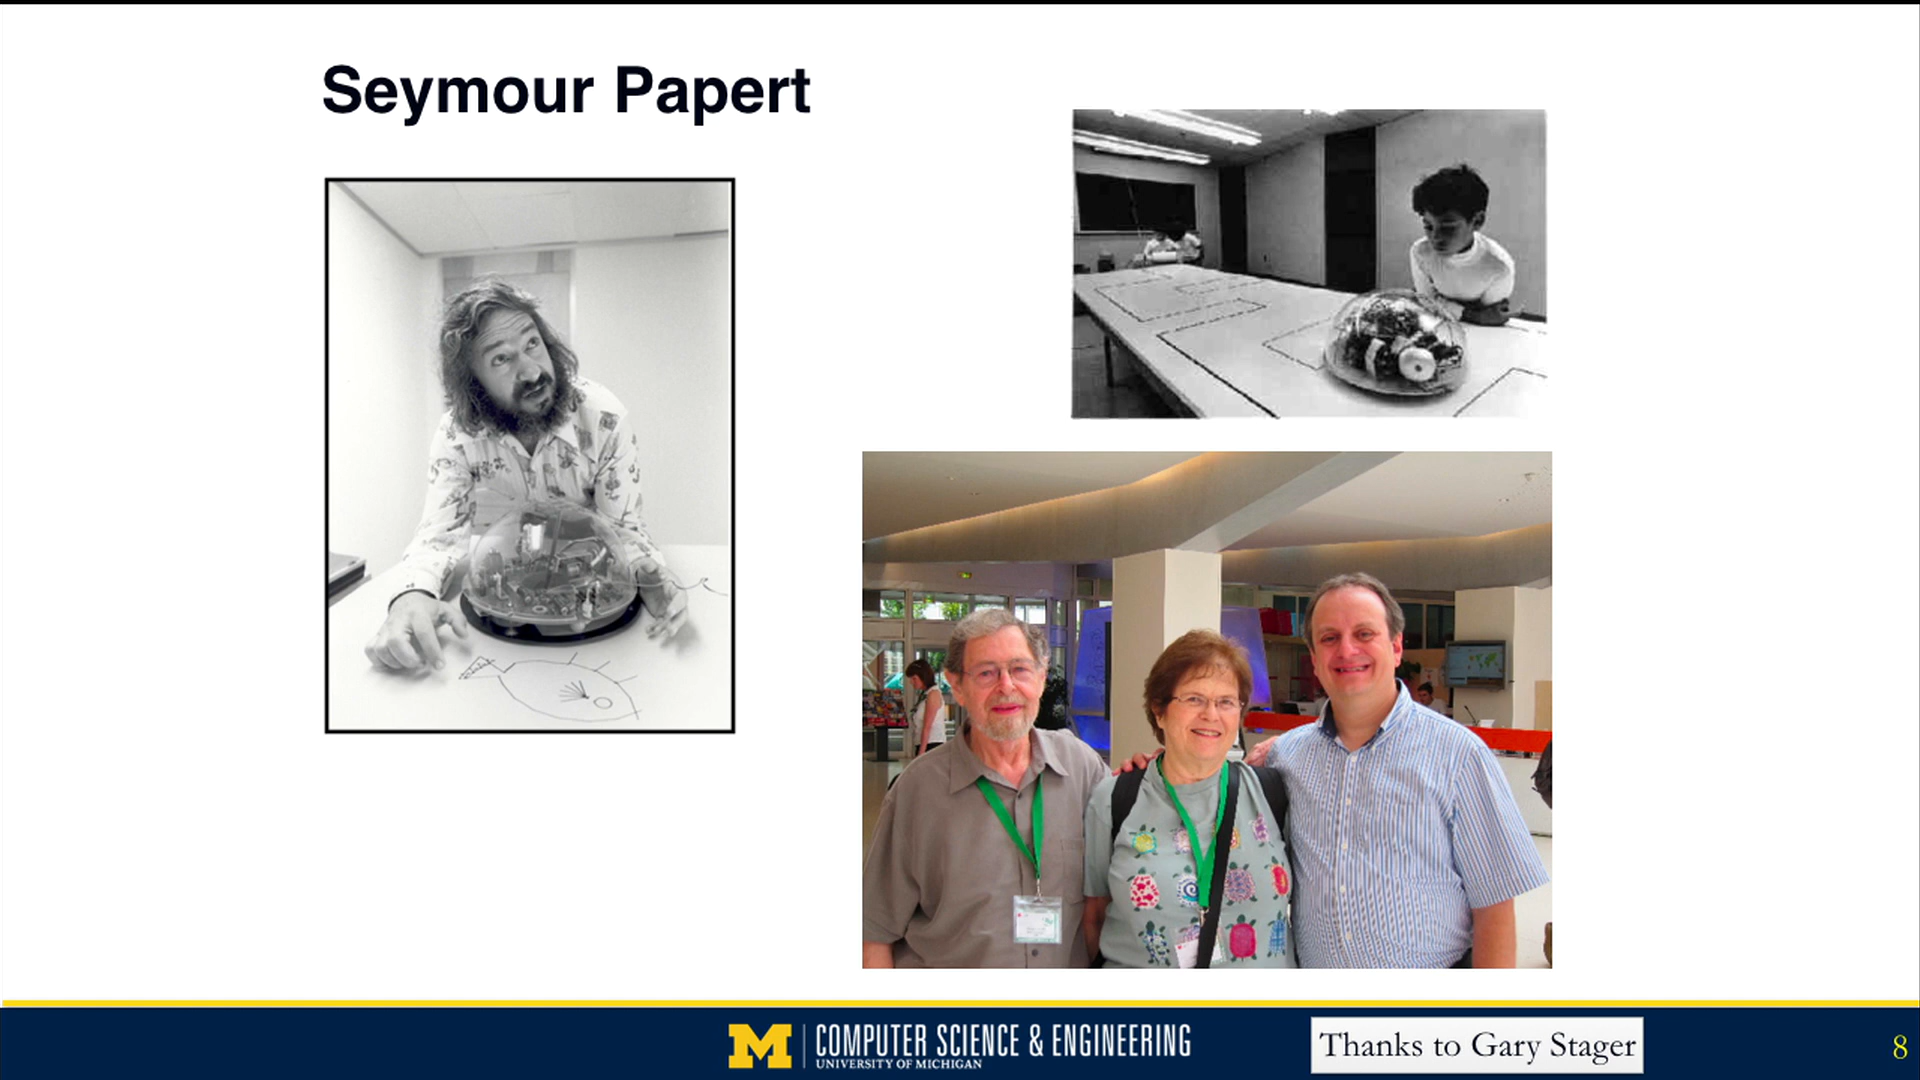 Seymour Papert
M
COMPUTER SCIENCE & ENGINEERING
UNIVERSITY OF MICHIGAN
Thanks to Gary Stager
8